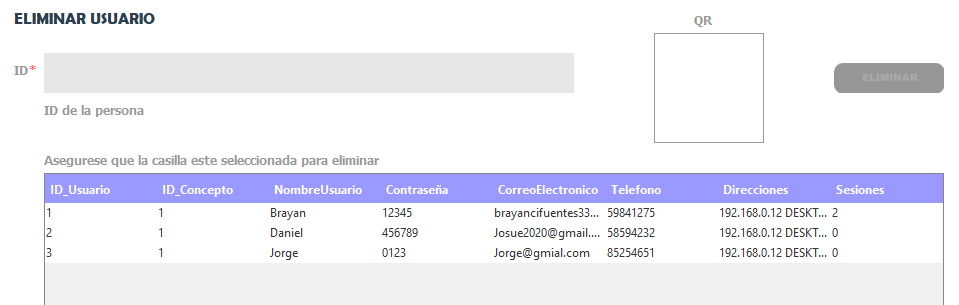 ELIMINAR USUARIO
QR
ID*
ELIMINAR
ID de la persona
Asegurese que la casilla este seleccionada para eliminar
ID_Usuario ID_Concepto NombreUsuario Contraseña CorreoElectronico Telefono Direcciones Sesiones
1 1 Brayan 12345 brayancifuentes33... 59841275 192.168.0.12 DESKT... 2
2 1 Daniel 456789 Josue2020@gmail.... 58594232 192.168.0.12 DESKT... 0
3 1 Jorge 0123 Jorge@gmial.com 85254651 192.168.0.12 DESKT... 0